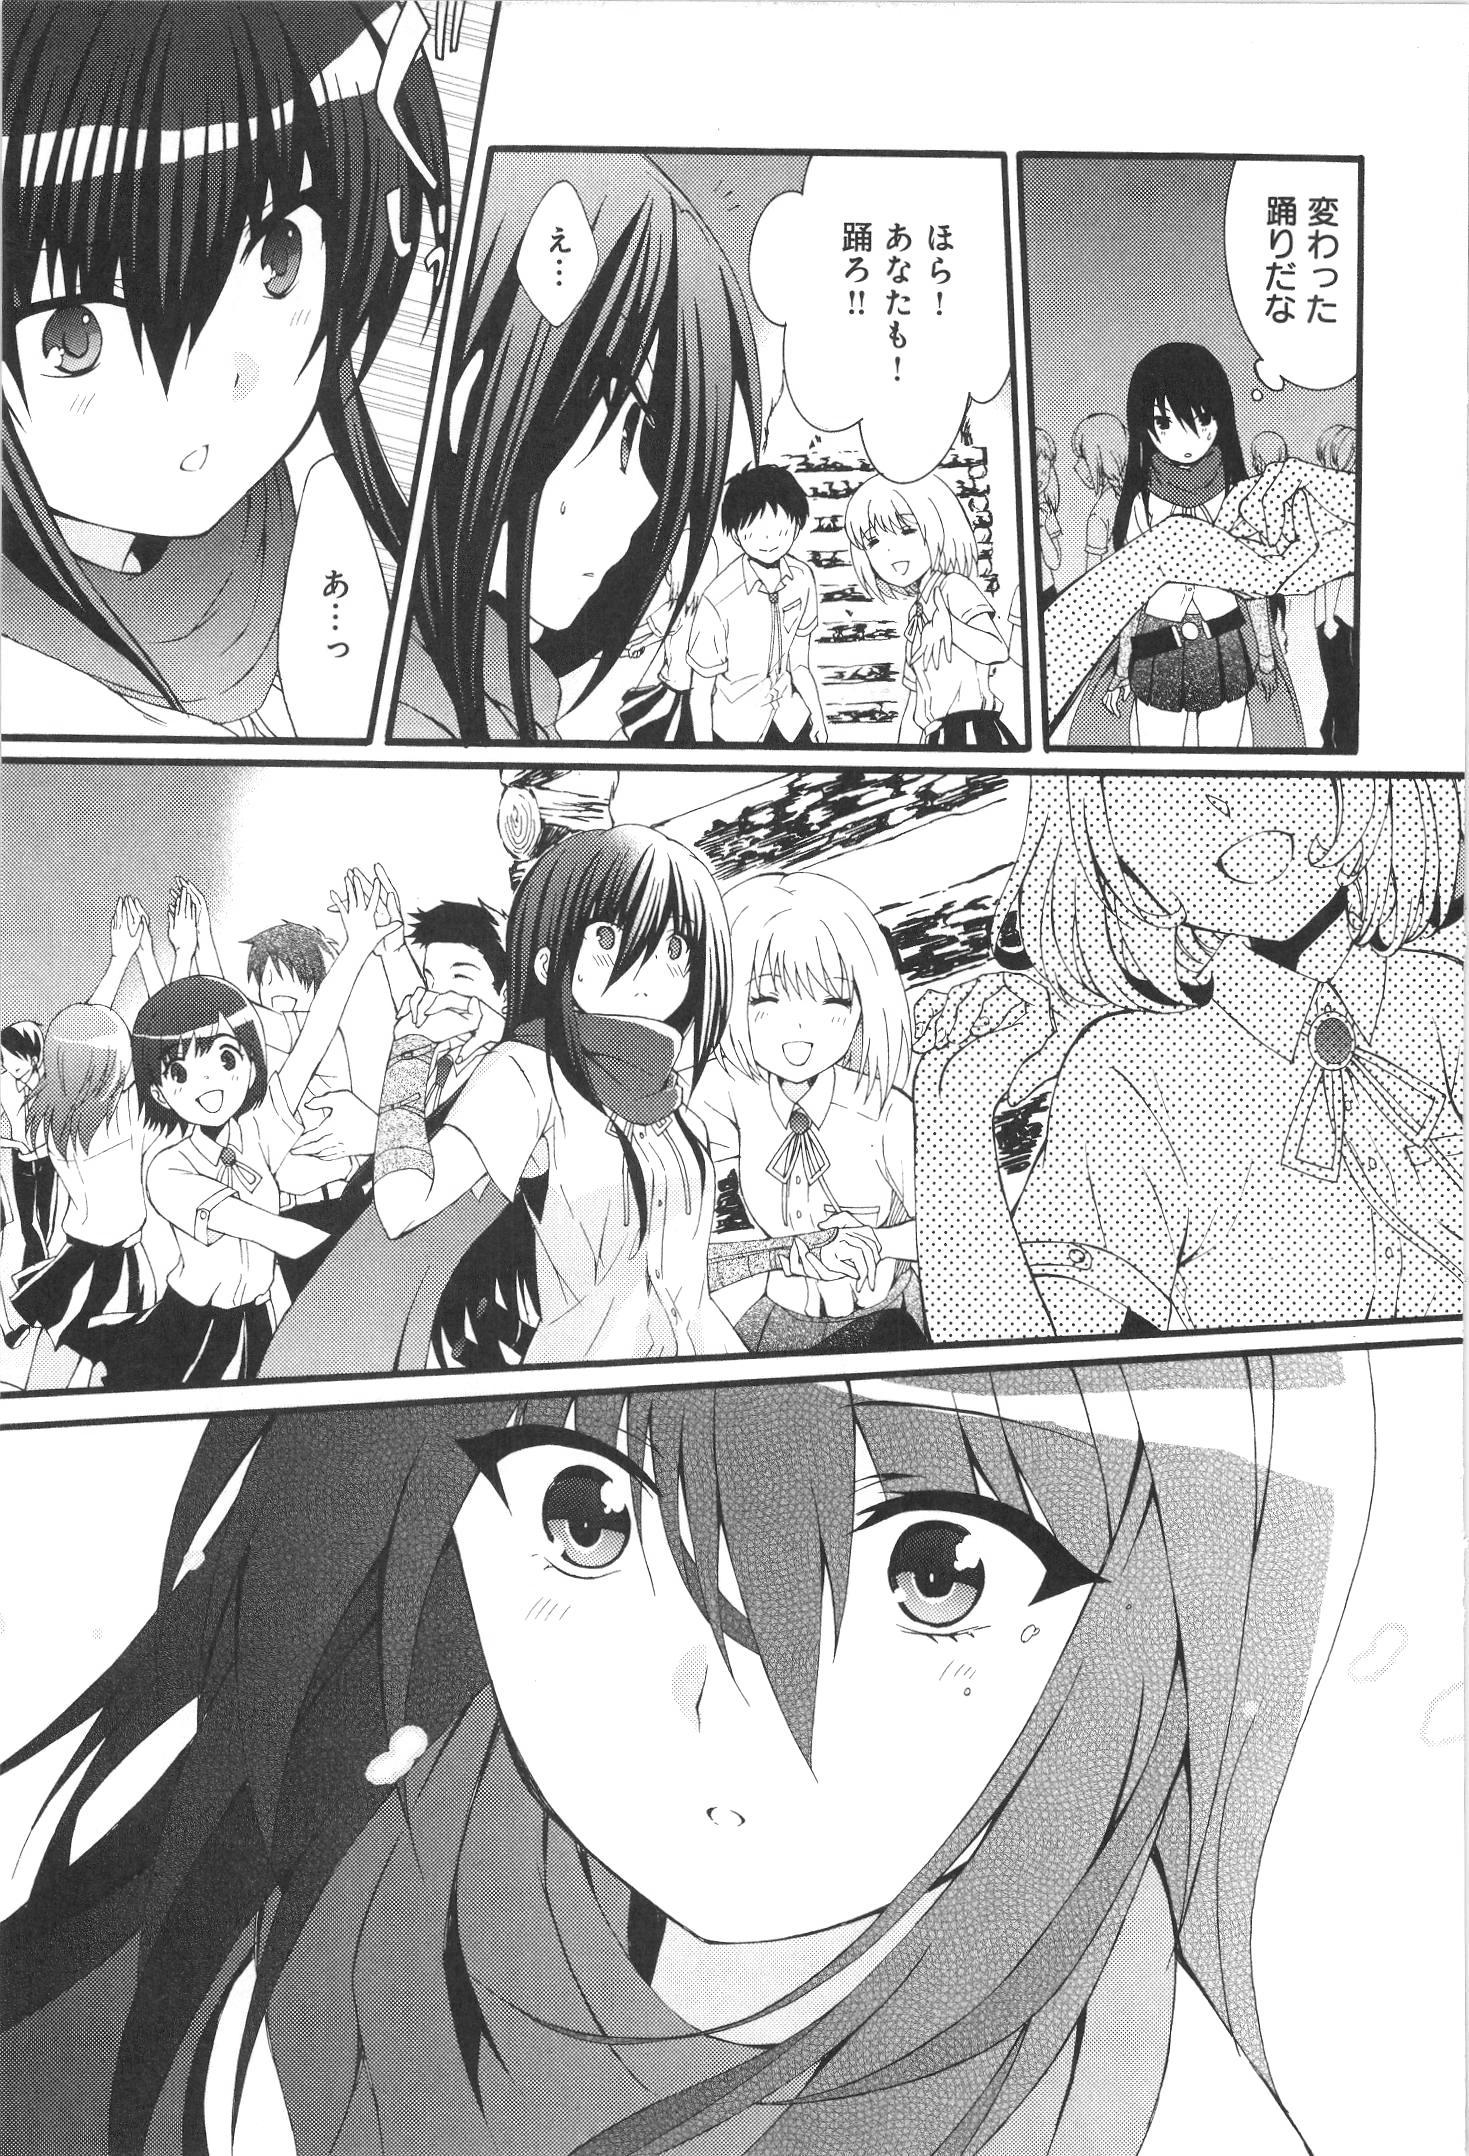 変わった
踊りだな
ほら！
あなたも！
踊ろ!!
え…
あ…っ